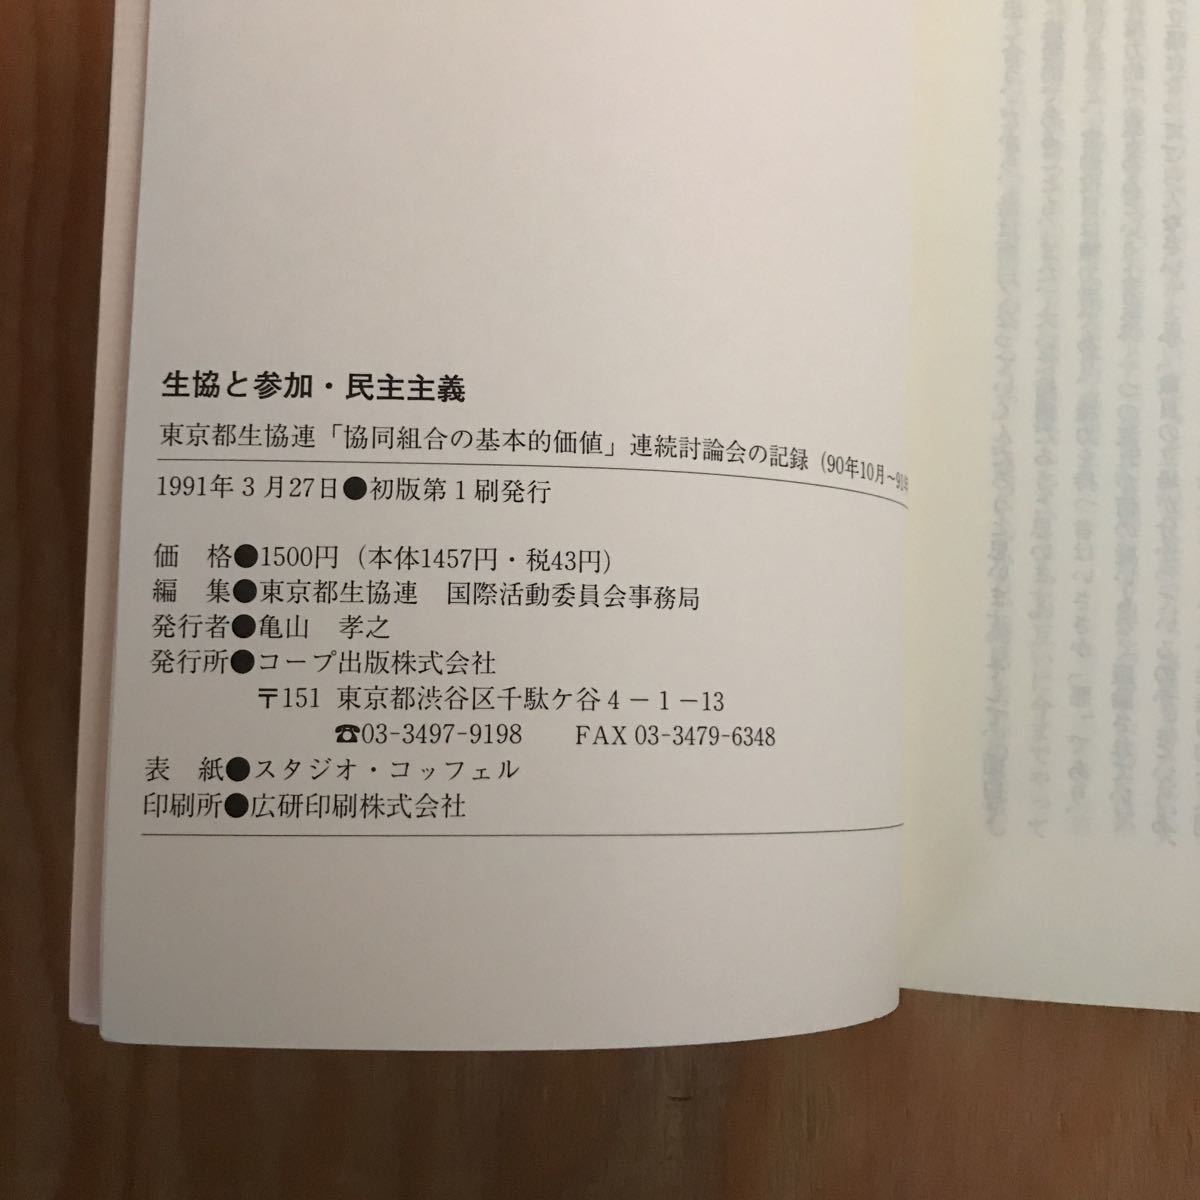 生協と参加・民主主義
東京都生協連「協同組合の基本的価値」連続討論会の記録（90年10月～91年
1991年3月27日●初版第1刷発行
価　格●1500円（本体1457円・税43円）
編　集●東京都生協連　国際活動委員会事務局
発行者●亀山　孝之
発行所●コープ出版株式会社
〒151 東京都渋谷区千駄ケ谷4－1－13
☎03-3497-9198　FAX 03-3479-6348
表　紙●スタジオ・コッフェル
印刷所●広研印刷株式会社